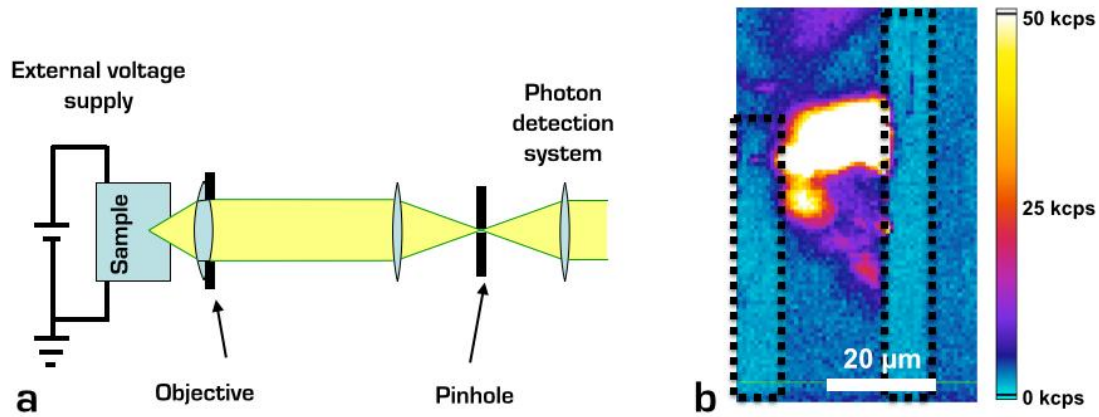 External voltage
supply
Sample
Objective
Photon
detection
system
Pinhole
a
20 µm
b
50 kcps
25 kcps
0 kcps